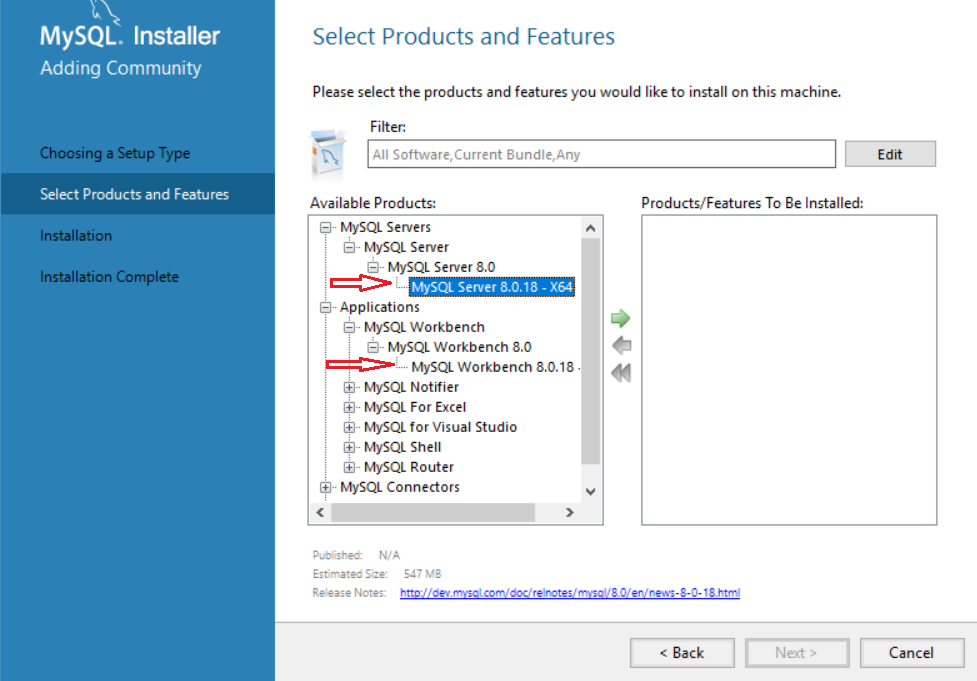 MySQL. Installer
Adding Community
Choosing a Setup Type
Select Products and Features
Installation
Installation Complete
Select Products and Features
Please select the products and features you would like to install on this machine.
Filter:
All Software,Current Bundle,Any
Edit
Available Products:
MySQL Servers
MySQL Server
MySQL Server 8.0
MySQL Server 8.0.18 - X64
Applications
MySQL Workbench
MySQL Workbench 8.0
MySQL Workbench 8.0.18 -
MySQL Notifier
MySQL For Excel
MySQL for Visual Studio
MySQL Shell
MySQL Router
MySQL Connectors
Products/Features To Be Installed:
Published: N/A
Estimated Size: 547 MB
Release Notes: http://dev.mysql.com/doc/relnotes/mysql/8.0/en/news-8-0-18.html
< Back
Next >
Cancel